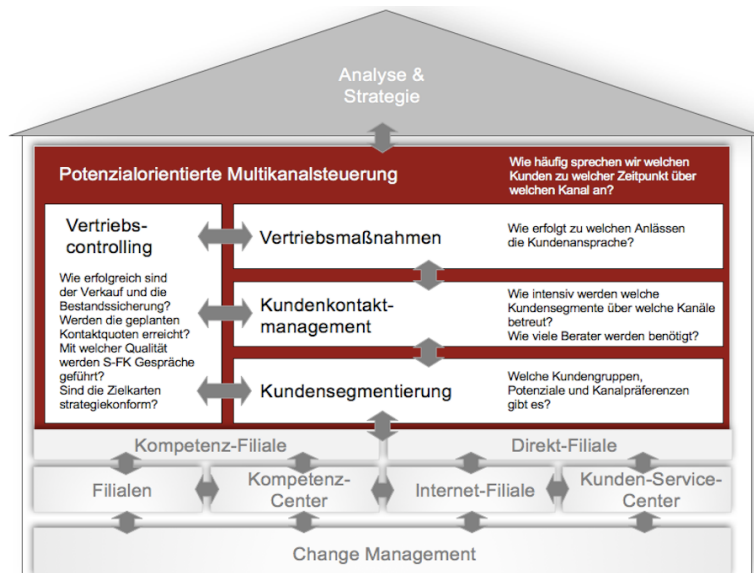 Analyse &
Strategie
Potenzialorientierte Multikanalsteuerung
Wie häufig sprechen wir welchen
Kunden zu welcher Zeitpunkt über
welchen Kanal an?
Vertriebs-
controlling
Wie erfolgreich sind
der Verkauf und die
Bestandssicherung?
Werden die geplanten
Kontaktquoten erreicht?
Mit welcher Qualität
werden S-FK Gespräche
geführt?
Sind die Zielkarten
strategiekonform?
Vertriebsmaßnahmen
Wie erfolgt zu welchen Anlässen
die Kundenansprache?
Kundenkontakt-
management
Wie intensiv werden welche
Kundensegmente über welche Kanäle
betreut?
Wie viele Berater werden benötigt?
Kundensegmentierung
Welche Kundengruppen,
Potenziale und Kanalpräferenzen
gibt es?
Kompetenz-Filiale
Direkt-Filiale
Filialen
Kompetenz-
Center
Internet-Filiale
Kunden-Service-
Center
Change Management